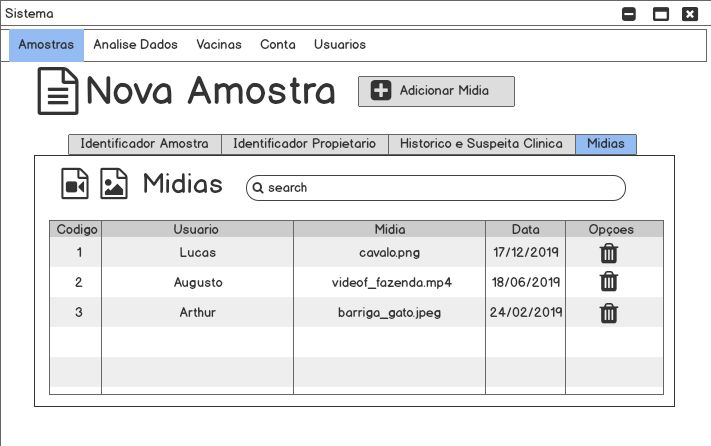 Sistema
Amostras Analise Dados Vacinas Conta Usuarios
Nova Amostra Adicionar Midia
Identificador Amostra Identificador Propietario Historico e Suspeita Clinica Midias
Midias search
Codigo Usuario Midia Data Opçoes
1 Lucas cavalo.png 17/12/2019
2 Augusto videof_fazenda.mp4 18/06/2019
3 Arthur barriga_gato.jpeg 24/02/2019